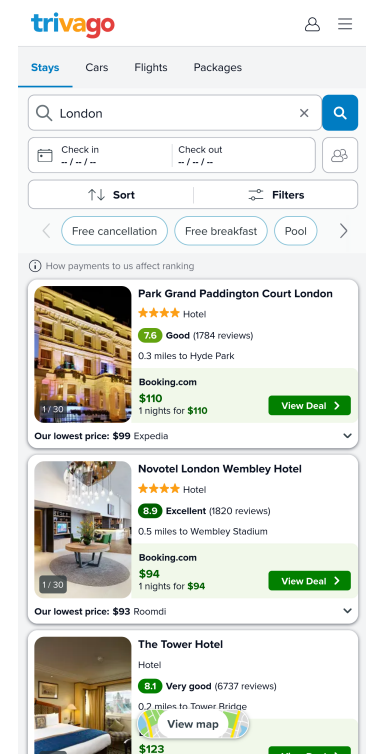 trivago
Stays Cars Flights Packages
London
Check in
-- / -- / --
Check out
-- / -- / --
Sort
Filters
Free cancellation
Free breakfast
Pool
How payments to us affect ranking
Park Grand Paddington Court London
Hotel
7.6 Good (1784 reviews)
0.3 miles to Hyde Park
Booking.com
$110
1 nights for $110
View Deal
1 / 30
Our lowest price: $99 Expedia
Novotel London Wembley Hotel
Hotel
8.9 Excellent (1820 reviews)
0.5 miles to Wembley Stadium
Booking.com
$94
1 nights for $94
View Deal
1 / 30
Our lowest price: $93 Roomdi
The Tower Hotel
Hotel
8.1 Very good (6737 reviews)
0.2 miles to Tower Bridge
View map
$123